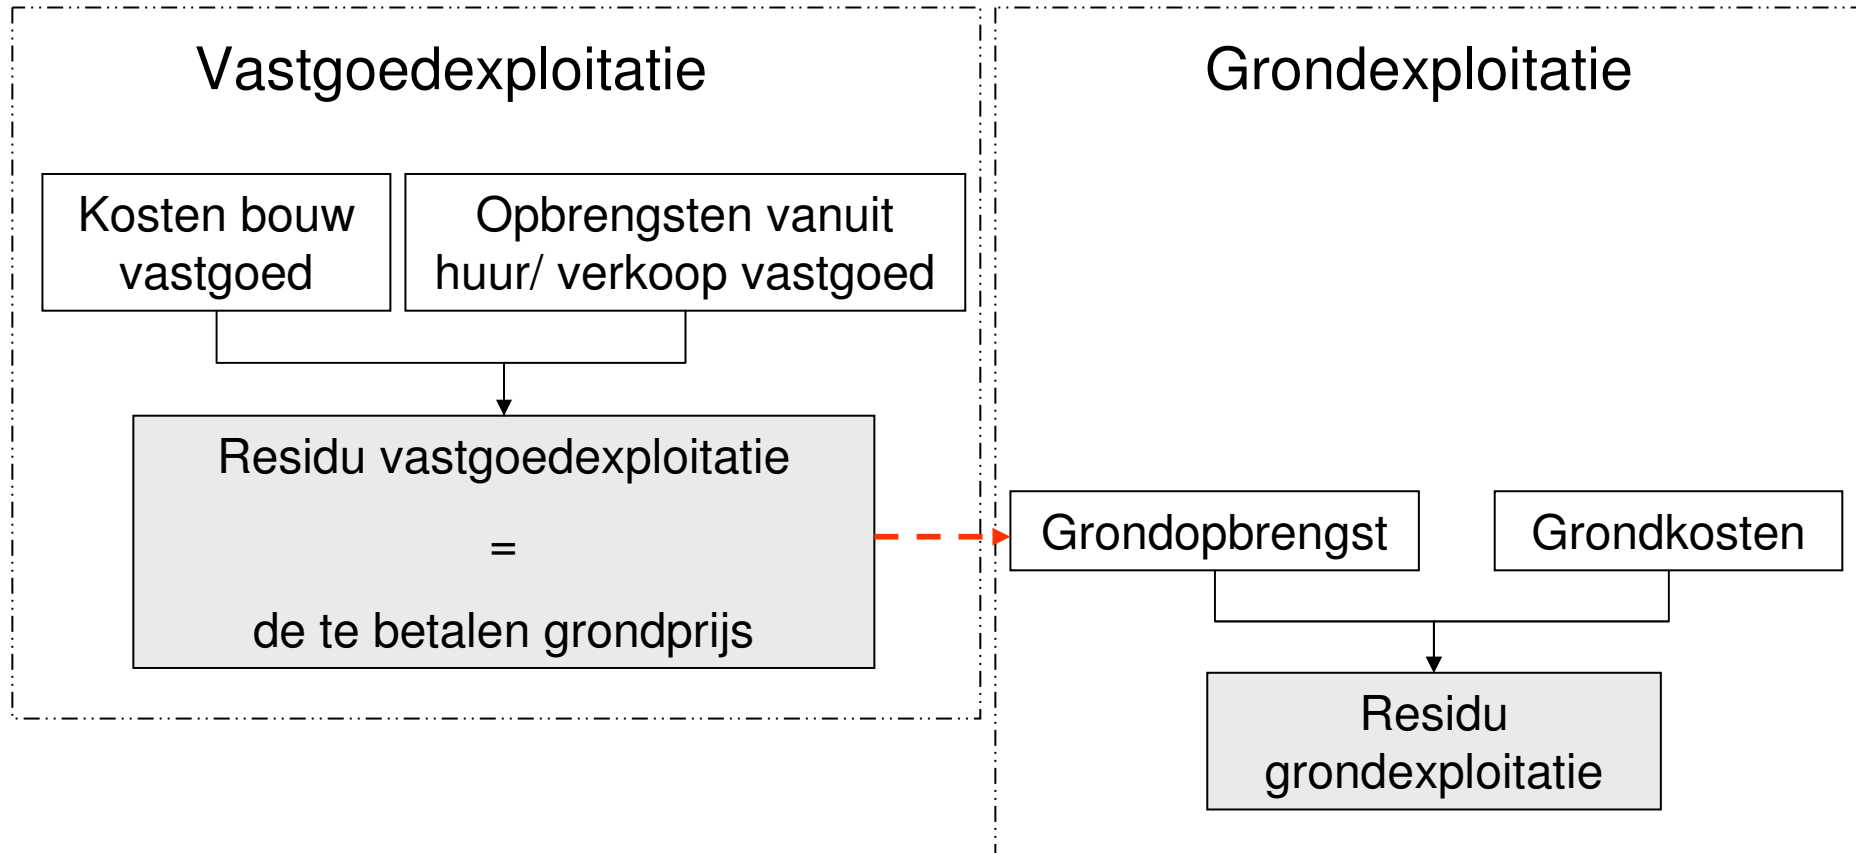 Vastgoedexploitatie
Kosten bouw
vastgoed
Opbrengsten vanuit
huur/ verkoop vastgoed
Residu vastgoedexploitatie
=
de te betalen grondprijs
Grondexploitatie
Grondopbrengst
Grondkosten
Residu
grondexploitatie